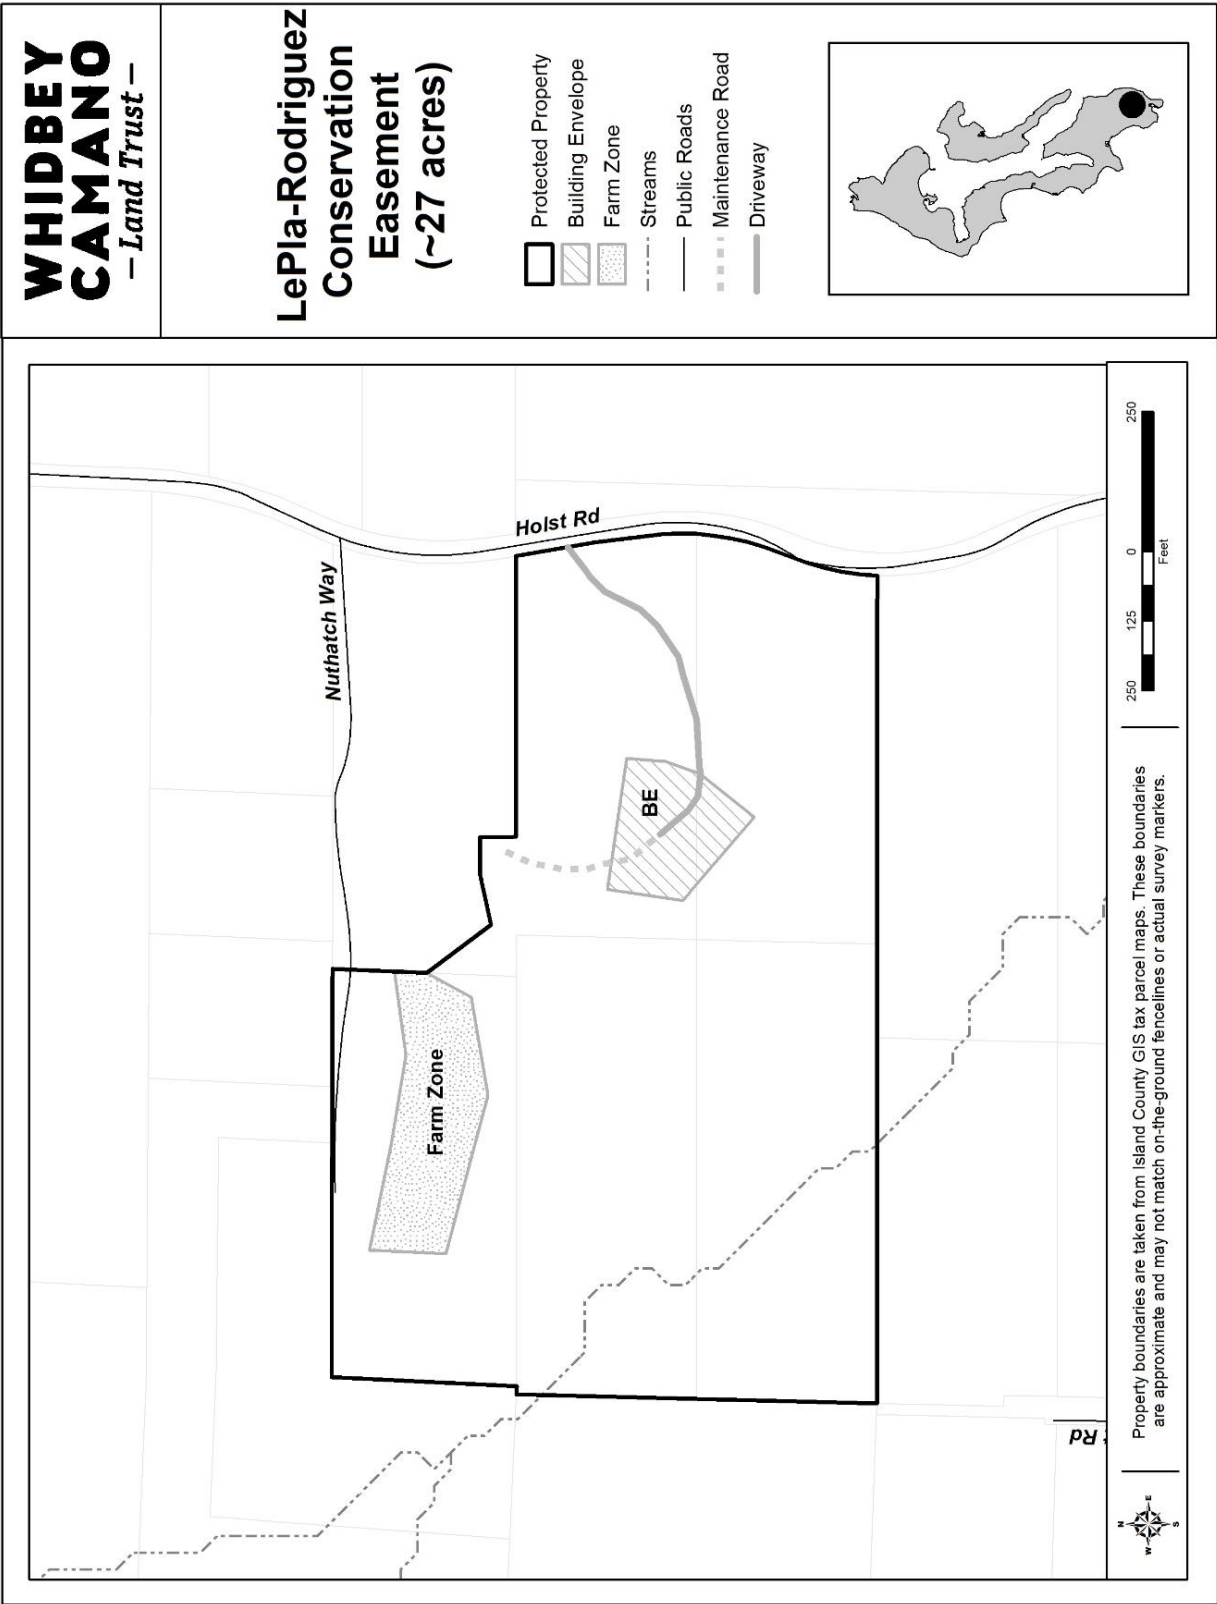 WHIDBEY
CAMANO
– Land Trust –
LePla-Rodriguez
Conservation
Easement
(~27 acres)
Protected Property
Building Envelope
Farm Zone
Streams
Public Roads
Maintenance Road
Driveway
Nuthatch Way
Holst Rd
BE
Farm Zone
Rd
N
W
E
S
Property boundaries are taken from Island County GIS tax parcel maps. These boundaries
are approximate and may not match on-the-ground fencelines or actual survey markers.
250 125 0 250
Feet